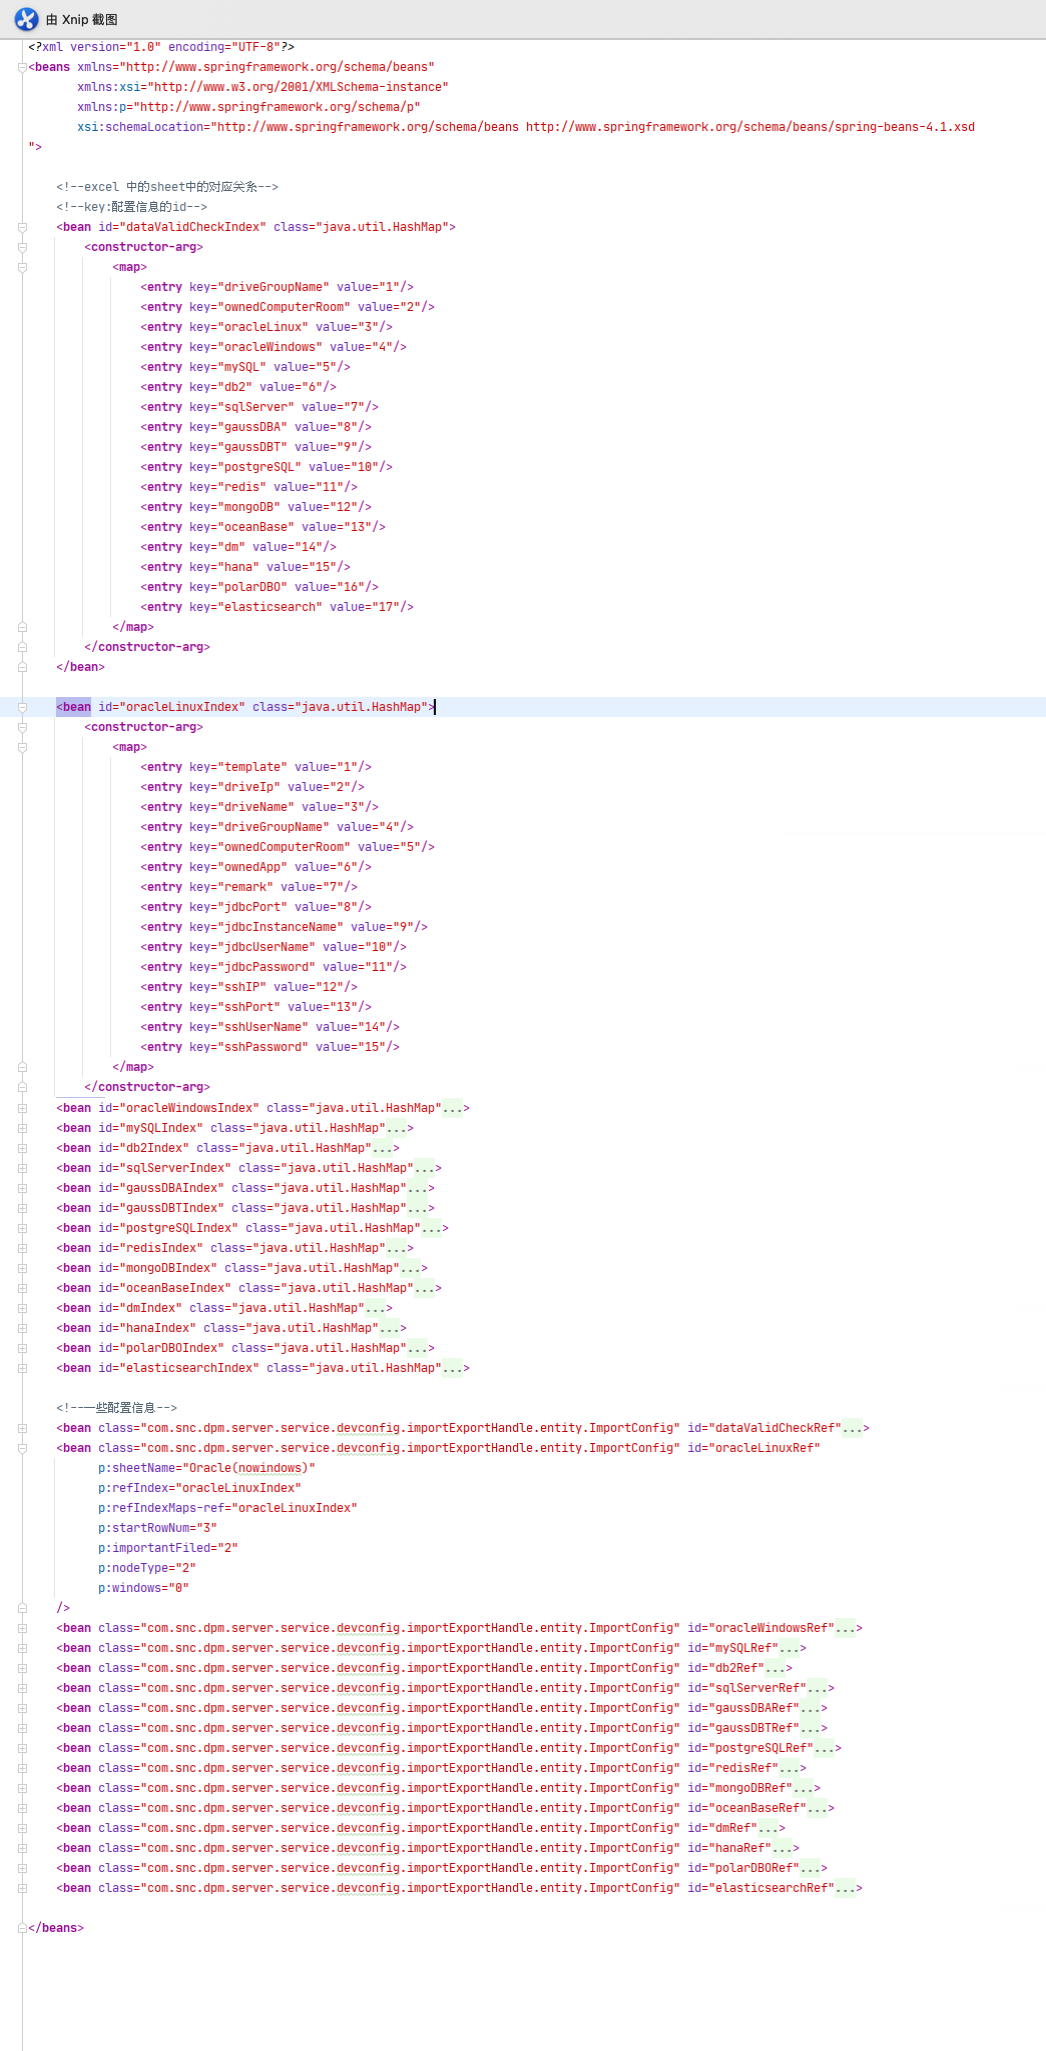 由 Xnip 截图
<?xml version="1.0" encoding="UTF-8"?>
<beans xmlns="http://www.springframework.org/schema/beans"
xmlns:xsi="http://www.w3.org/2001/XMLSchema-instance"
xmlns:p="http://www.springframework.org/schema/p"
xsi:schemaLocation="http://www.springframework.org/schema/beans http://www.springframework.org/schema/beans/spring-beans-4.1.xsd
">
<!--excel 中的sheet中的对应关系-->
<!--key:配置信息的id-->
<bean id="dataValidCheckIndex" class="java.util.HashMap">
<constructor-arg>
<map>
<entry key="driveGroupName" value="1"/>
<entry key="ownedComputerRoom" value="2"/>
<entry key="oracleLinux" value="3"/>
<entry key="oracleWindows" value="4"/>
<entry key="mySQL" value="5"/>
<entry key="db2" value="6"/>
<entry key="sqlServer" value="7"/>
<entry key="gaussDBA" value="8"/>
<entry key="gaussDBT" value="9"/>
<entry key="postgreSQL" value="10"/>
<entry key="redis" value="11"/>
<entry key="mongoDB" value="12"/>
<entry key="oceanBase" value="13"/>
<entry key="dm" value="14"/>
<entry key="hana" value="15"/>
<entry key="polarDBO" value="16"/>
<entry key="elasticsearch" value="17"/>
</map>
</constructor-arg>
</bean>
<bean id="oracleLinuxIndex" class="java.util.HashMap">
<constructor-arg>
<map>
<entry key="template" value="1"/>
<entry key="driveIp" value="2"/>
<entry key="driveName" value="3"/>
<entry key="driveGroupName" value="4"/>
<entry key="ownedComputerRoom" value="5"/>
<entry key="ownedApp" value="6"/>
<entry key="remark" value="7"/>
<entry key="jdbcPort" value="8"/>
<entry key="jdbcInstanceName" value="9"/>
<entry key="jdbcUserName" value="10"/>
<entry key="jdbcPassword" value="11"/>
<entry key="sshIP" value="12"/>
<entry key="sshPort" value="13"/>
<entry key="sshUserName" value="14"/>
<entry key="sshPassword" value="15"/>
</map>
</constructor-arg>
<bean id="oracleWindowsIndex" class="java.util.HashMap"...>
<bean id="mySQLIndex" class="java.util.HashMap"...>
<bean id="db2Index" class="java.util.HashMap"...>
<bean id="sqlServerIndex" class="java.util.HashMap"...>
<bean id="gaussDBAIndex" class="java.util.HashMap"...>
<bean id="gaussDBTIndex" class="java.util.HashMap"...>
<bean id="postgreSQLIndex" class="java.util.HashMap"...>
<bean id="redisIndex" class="java.util.HashMap"...>
<bean id="mongoDBIndex" class="java.util.HashMap"...>
<bean id="oceanBaseIndex" class="java.util.HashMap"...>
<bean id="dmIndex" class="java.util.HashMap"...>
<bean id="hanaIndex" class="java.util.HashMap"...>
<bean id="polarDBOIndex" class="java.util.HashMap"...>
<bean id="elasticsearchIndex" class="java.util.HashMap"...>
<!--一些配置信息-->
<bean class="com.snc.dpm.server.service.devconfig.importExportHandle.entity.ImportConfig" id="dataValidCheckRef"...>
<bean class="com.snc.dpm.server.service.devconfig.importExportHandle.entity.ImportConfig" id="oracleLinuxRef"
p:sheetName="Oracle(nowindows)"
p:refIndex="oracleLinuxIndex"
p:refIndexMaps-ref="oracleLinuxIndex"
p:startRowNum="3"
p:importantFiled="2"
p:nodeType="2"
p:windows="0"
/>
<bean class="com.snc.dpm.server.service.devconfig.importExportHandle.entity.ImportConfig" id="oracleWindowsRef"...>
<bean class="com.snc.dpm.server.service.devconfig.importExportHandle.entity.ImportConfig" id="mySQLRef"...>
<bean class="com.snc.dpm.server.service.devconfig.importExportHandle.entity.ImportConfig" id="db2Ref"...>
<bean class="com.snc.dpm.server.service.devconfig.importExportHandle.entity.ImportConfig" id="sqlServerRef"...>
<bean class="com.snc.dpm.server.service.devconfig.importExportHandle.entity.ImportConfig" id="gaussDBARef"...>
<bean class="com.snc.dpm.server.service.devconfig.importExportHandle.entity.ImportConfig" id="gaussDBTRef"...>
<bean class="com.snc.dpm.server.service.devconfig.importExportHandle.entity.ImportConfig" id="postgreSQLRef"...>
<bean class="com.snc.dpm.server.service.devconfig.importExportHandle.entity.ImportConfig" id="redisRef"...>
<bean class="com.snc.dpm.server.service.devconfig.importExportHandle.entity.ImportConfig" id="mongoDBRef"...>
<bean class="com.snc.dpm.server.service.devconfig.importExportHandle.entity.ImportConfig" id="oceanBaseRef"...>
<bean class="com.snc.dpm.server.service.devconfig.importExportHandle.entity.ImportConfig" id="dmRef"...>
<bean class="com.snc.dpm.server.service.devconfig.importExportHandle.entity.ImportConfig" id="hanaRef"...>
<bean class="com.snc.dpm.server.service.devconfig.importExportHandle.entity.ImportConfig" id="polarDBORef"...>
<bean class="com.snc.dpm.server.service.devconfig.importExportHandle.entity.ImportConfig" id="elasticsearchRef"...>
</beans>